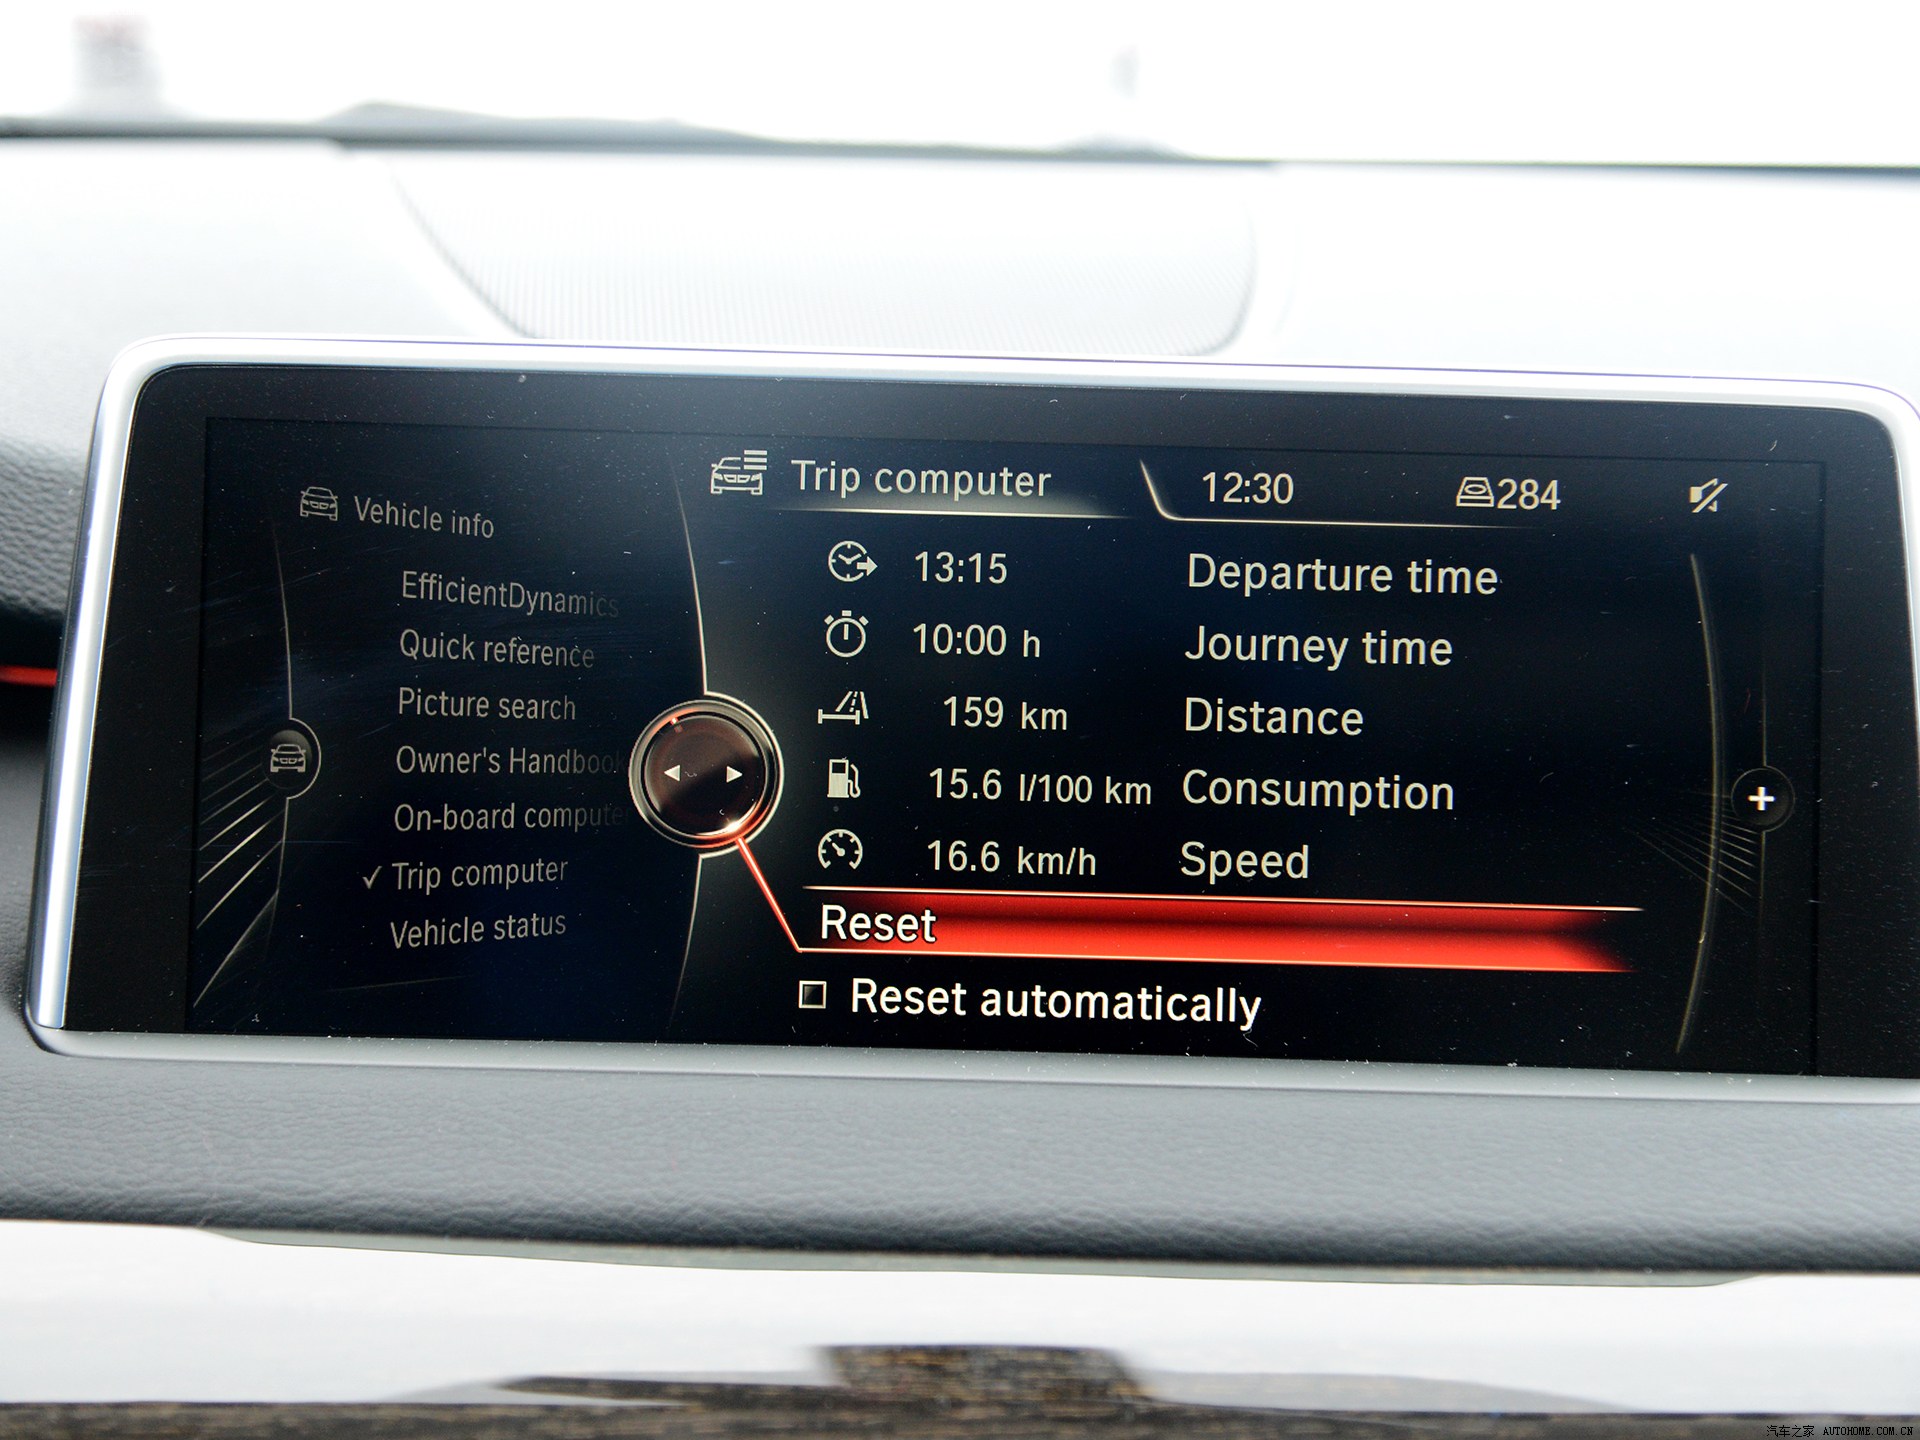 Trip computer 12:30 284
Vehicle info
EfficientDynamics
Quick reference
Picture search
Owner's Handbook
On-board computer
✓ Trip computer
Vehicle status
13:15 Departure time
10:00 h Journey time
159 km Distance
15.6 l/100 km Consumption
16.6 km/h Speed
Reset
Reset automatically
汽车之家 AUTOHOME.COM.CN